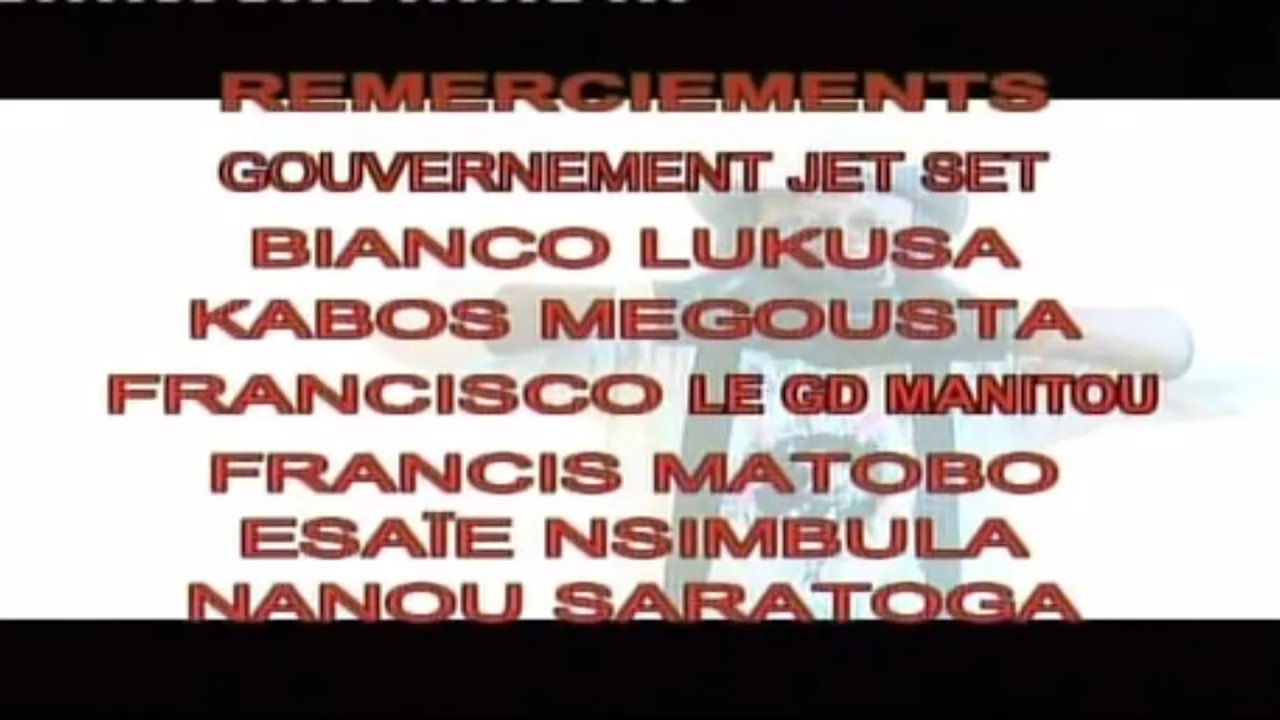 REMERCIEMENTS
GOUVERNEMENT JET SET
BIANCO LUKUSA
KABOS MEGOUSTA
FRANCISCO LE GD MANITOU
FRANCIS MATOBO
ESAÏE NSIMBULA
NANOU SARATOGA